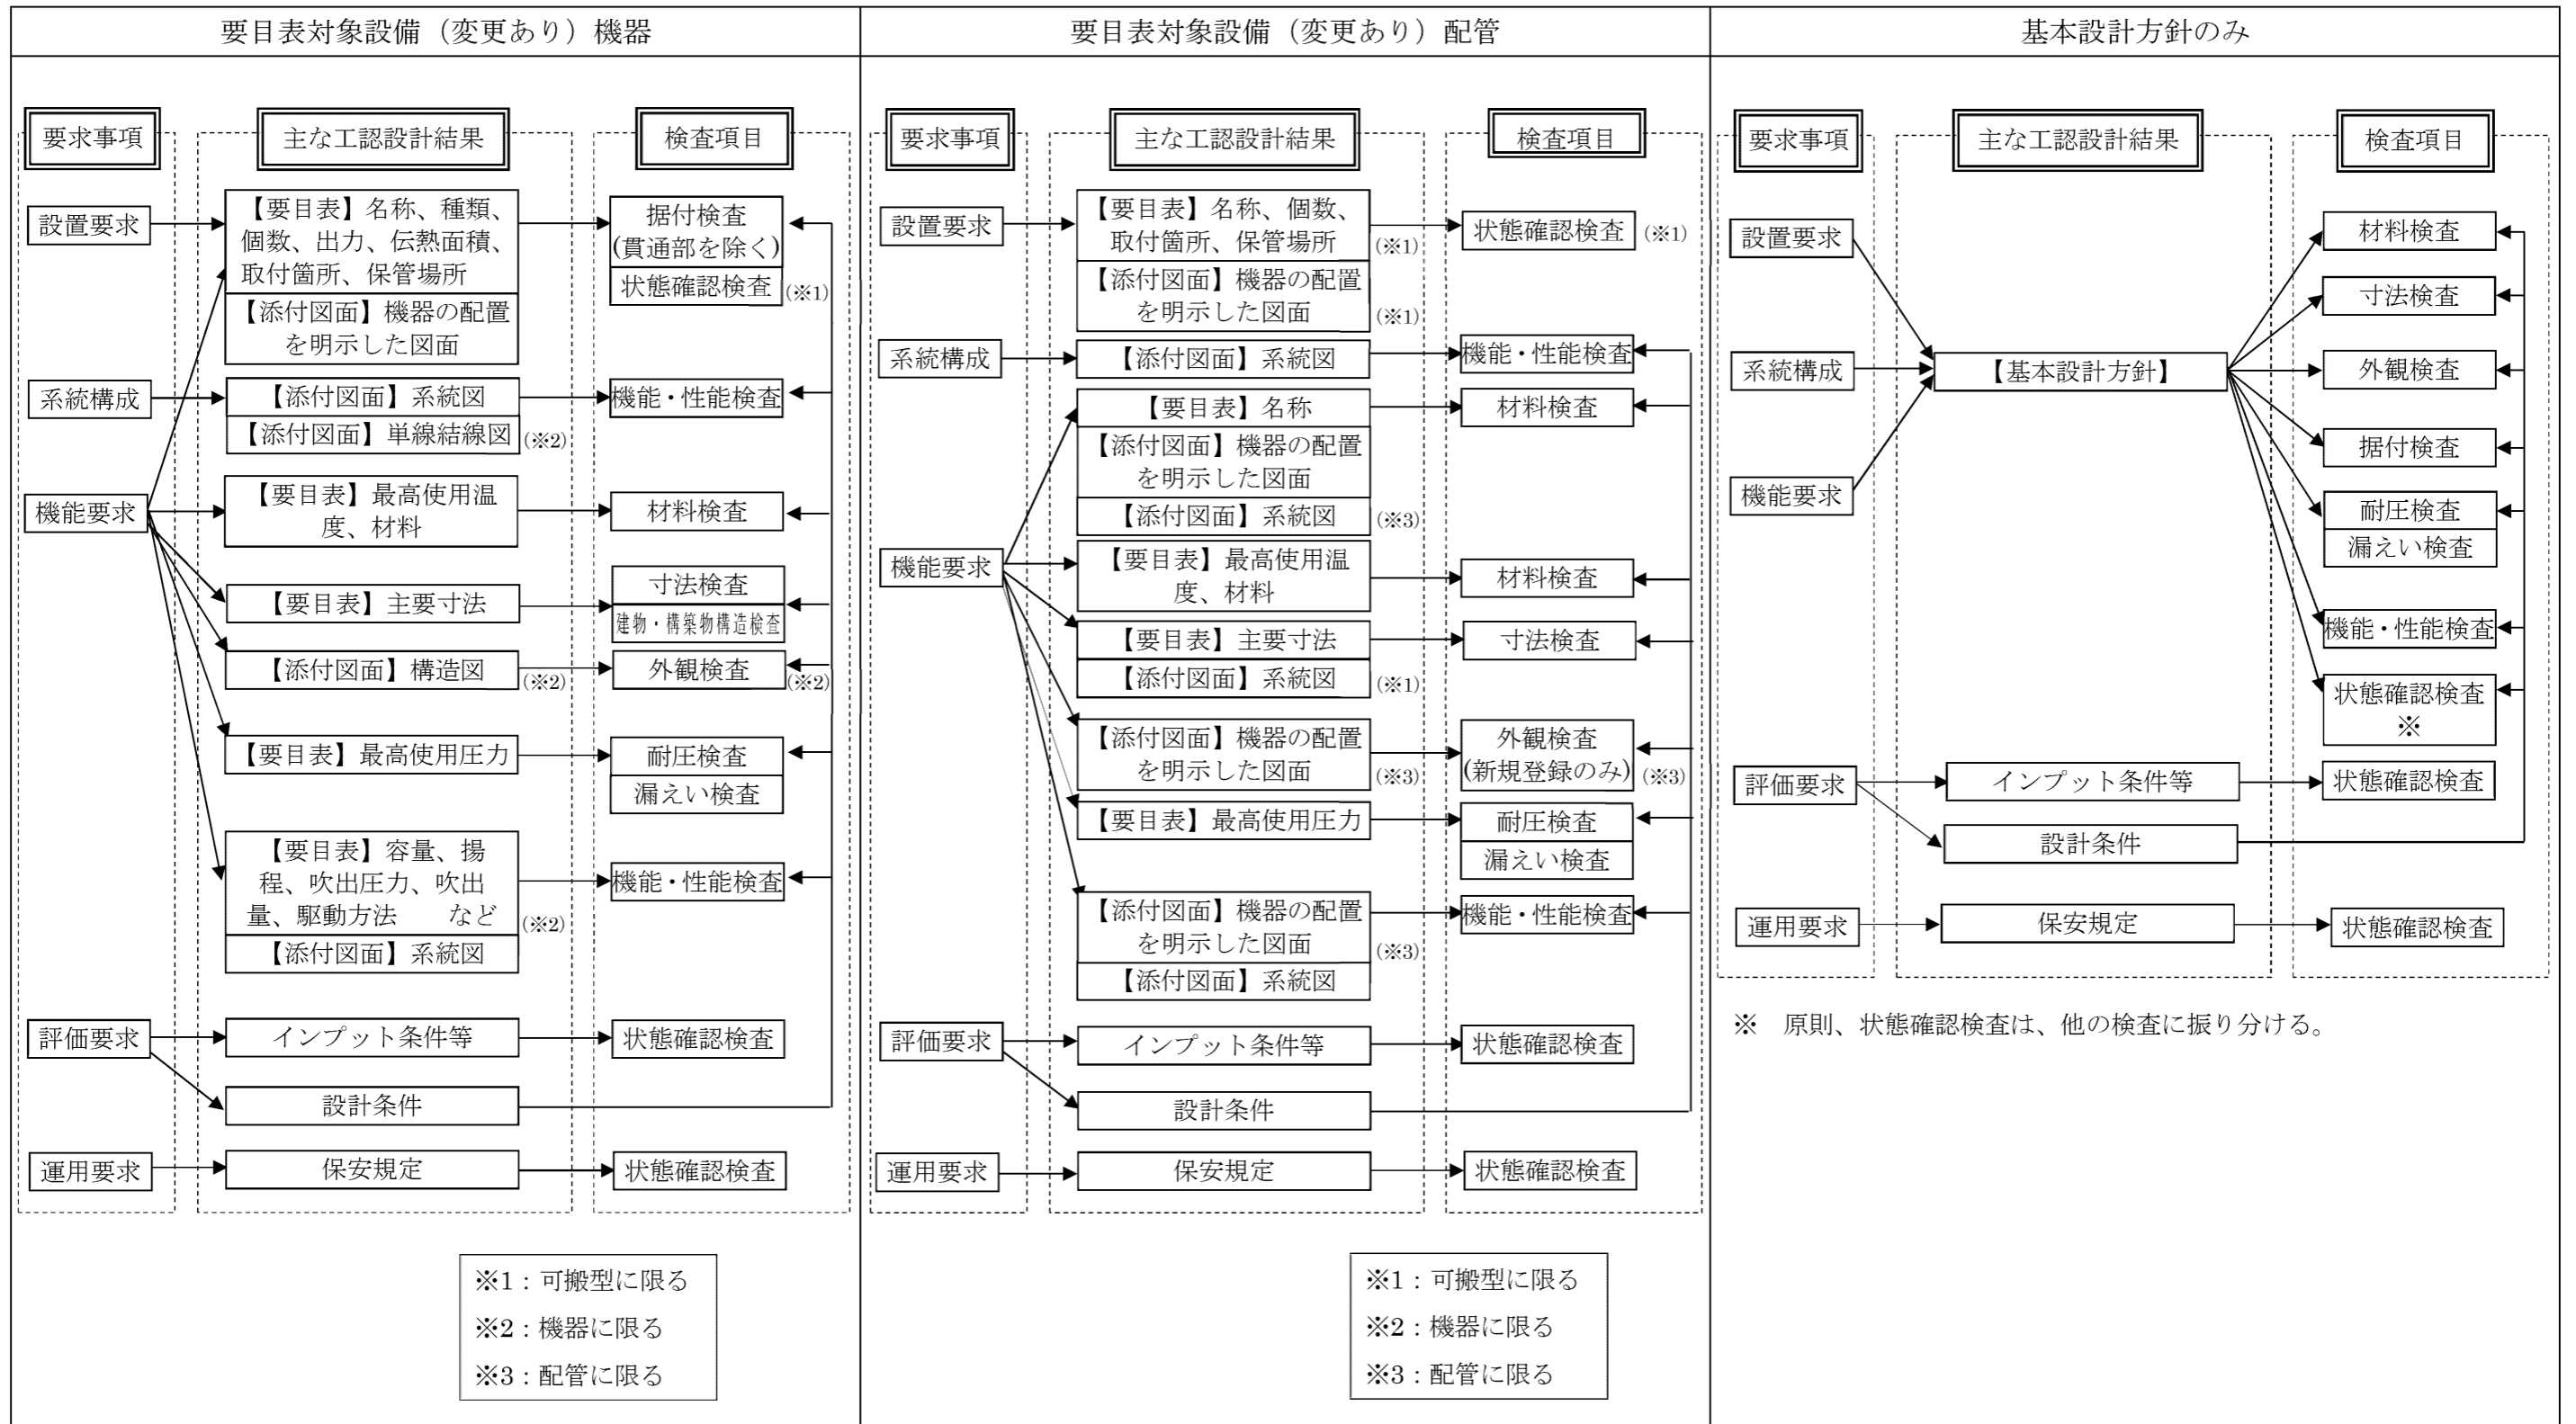 要目表対象設備（変更あり）機器
要求事項
主な工認設計結果
検査項目
設置要求
【要目表】名称、種類、
個数、出力、伝熱面積、
取付箇所、保管場所
【添付図面】機器の配置
を明示した図面
据付検査
(貫通部を除く)
状態確認検査
(※1)
系統構成
【添付図面】系統図
【添付図面】単線結線図
(※2)
機能・性能検査
機能要求
【要目表】最高使用温
度、材料
材料検査
【要目表】主要寸法
寸法検査
建物・構築物構造検査
【添付図面】構造図
(※2)
外観検査
(※2)
【要目表】最高使用圧力
耐圧検査
漏えい検査
【要目表】容量、揚
程、吹出圧力、吹出
量、駆動方法　など
(※2)
【添付図面】系統図
機能・性能検査
評価要求
インプット条件等
状態確認検査
設計条件
運用要求
保安規定
状態確認検査
※1：可搬型に限る
※2：機器に限る
※3：配管に限る
要目表対象設備（変更あり）配管
要求事項
主な工認設計結果
検査項目
設置要求
【要目表】名称、個数、
取付箇所、保管場所
(※1)
【添付図面】機器の配置
を明示した図面
(※1)
状態確認検査
(※1)
系統構成
【添付図面】系統図
機能・性能検査
機能要求
【要目表】名称
【添付図面】機器の配置
を明示した図面
【添付図面】系統図
(※3)
材料検査
【要目表】最高使用温
度、材料
材料検査
【要目表】主要寸法
【添付図面】系統図
(※1)
寸法検査
【添付図面】機器の配置
を明示した図面
(※3)
外観検査
(新規登録のみ)
(※3)
【要目表】最高使用圧力
耐圧検査
漏えい検査
【添付図面】機器の配置
を明示した図面
(※3)
【添付図面】系統図
機能・性能検査
評価要求
インプット条件等
状態確認検査
設計条件
運用要求
保安規定
状態確認検査
※1：可搬型に限る
※2：機器に限る
※3：配管に限る
基本設計方針のみ
要求事項
主な工認設計結果
検査項目
設置要求
系統構成
機能要求
【基本設計方針】
材料検査
寸法検査
外観検査
据付検査
耐圧検査
漏えい検査
機能・性能検査
状態確認検査
※
評価要求
インプット条件等
状態確認検査
設計条件
運用要求
保安規定
状態確認検査
※　原則、状態確認検査は、他の検査に振り分ける。